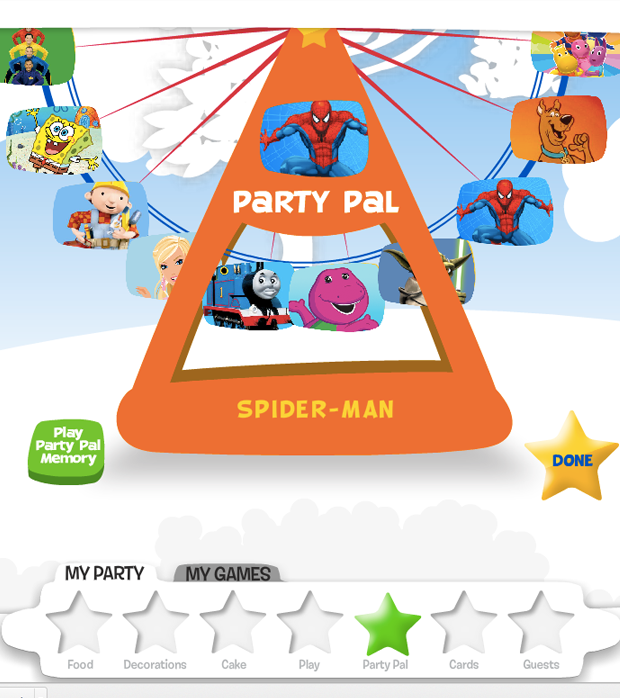 PARTY PAL
SPIDER-MAN
Play
Party Pal
Memory
DONE
MY PARTY
MY GAMES
Food
Decorations
Cake
Play
Party Pal
Cards
Guests